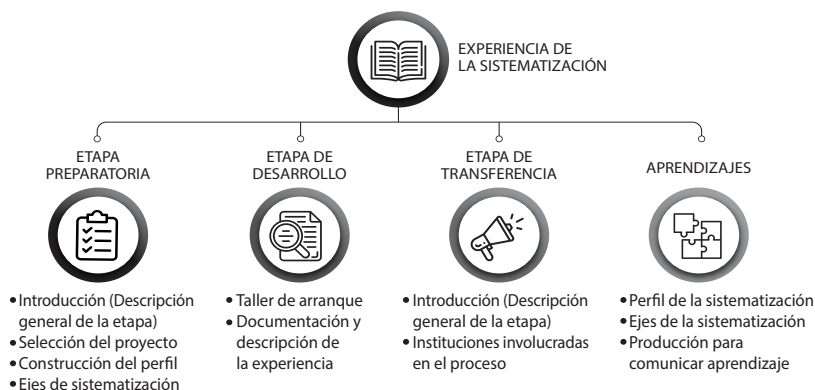 EXPERIENCIA DE
LA SISTEMATIZACIÓN
ETAPA
PREPARATORIA
• Introducción (Descripción
general de la etapa)
• Selección del proyecto
• Construcción del perfil
• Ejes de sistematización
ETAPA DE
DESARROLLO
• Taller de arranque
• Documentación y
descripción de
la experiencia
ETAPA DE
TRANSFERENCIA
• Introducción (Descripción
general de la etapa)
• Instituciones involucradas
en el proceso
APRENDIZAJES
• Perfil de la sistematización
• Ejes de la sistematización
• Producción para
comunicar aprendizaje